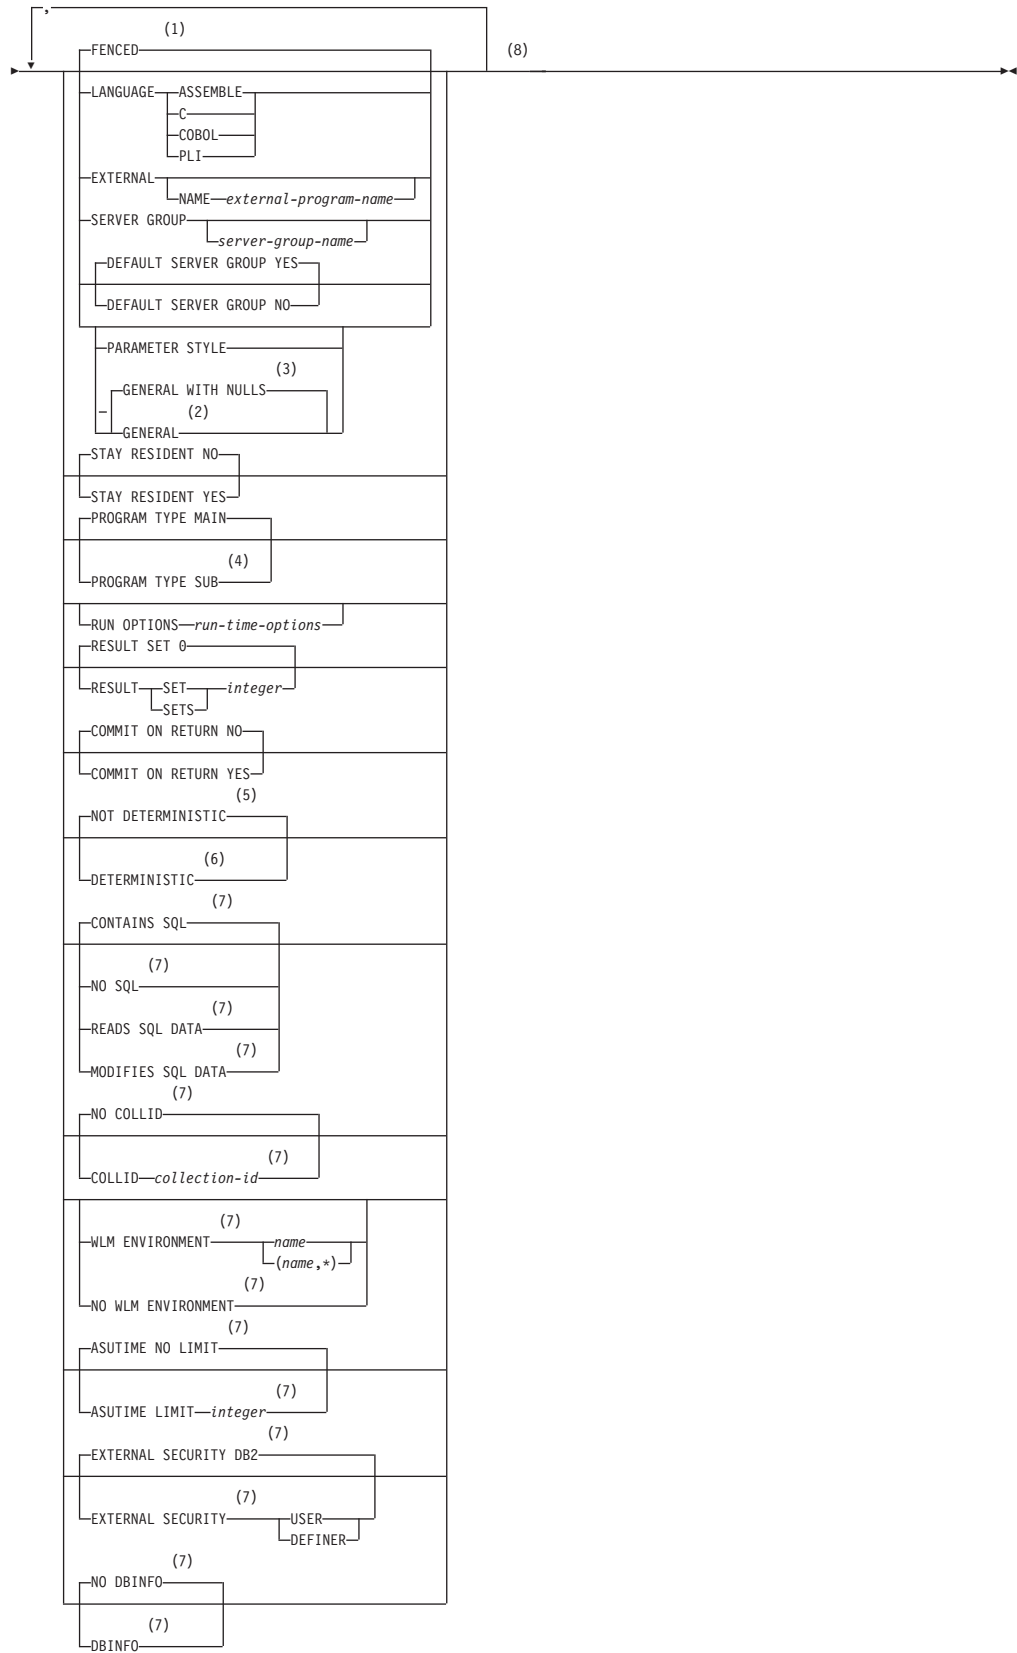 ,
(1)
FENCED (8)
LANGUAGE ASSEMBLE
C
COBOL
PLI
EXTERNAL
NAME external-program-name
SERVER GROUP
server-group-name
DEFAULT SERVER GROUP YES
DEFAULT SERVER GROUP NO
PARAMETER STYLE
(3)
GENERAL WITH NULLS
(2)
GENERAL
STAY RESIDENT NO
STAY RESIDENT YES
PROGRAM TYPE MAIN
(4)
PROGRAM TYPE SUB
RUN OPTIONS run-time-options
RESULT SET 0
RESULT SET integer
SETS
COMMIT ON RETURN NO
COMMIT ON RETURN YES
(5)
NOT DETERMINISTIC
(6)
DETERMINISTIC
(7)
CONTAINS SQL
(7)
NO SQL
(7)
READS SQL DATA
(7)
MODIFIES SQL DATA
(7)
NO COLLID
(7)
COLLID collection-id
(7)
WLM ENVIRONMENT name
(name,*)
(7)
NO WLM ENVIRONMENT
(7)
ASUTIME NO LIMIT
(7)
ASUTIME LIMIT integer
(7)
EXTERNAL SECURITY DB2
(7)
EXTERNAL SECURITY USER
DEFINER
(7)
NO DBINFO
(7)
DBINFO